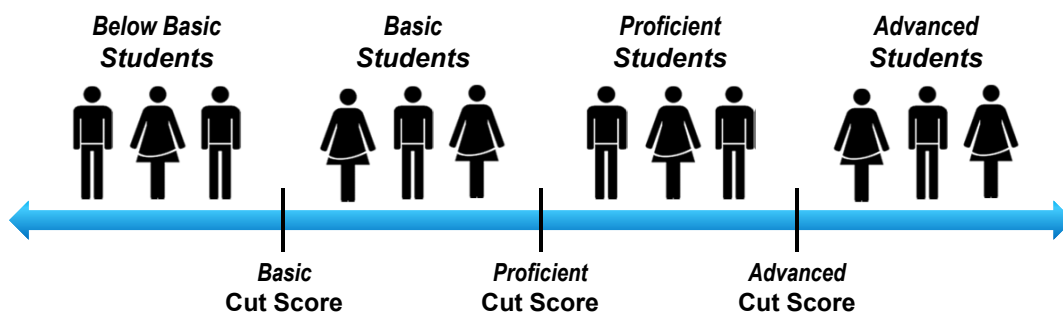 Below Basic
Students
Basic
Students
Proficient
Students
Advanced
Students
Basic
Cut Score
Proficient
Cut Score
Advanced
Cut Score